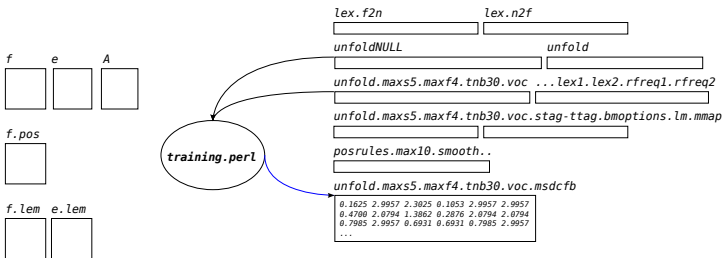 lex.f2n lex.n2f
f e A
unfoldNULL unfold
unfold.maxs5.maxf4.tnb30.voc ...lex1.lex2.rfreq1.rfreq2
unfold.maxs5.maxf4.tnb30.voc.stag-ttag.bmoptions.lm.mmap
f.pos
training.perl
posrules.max10.smooth..
unfold.maxs5.maxf4.tnb30.voc.msdcfb
0.1625 2.9957 2.3025 0.1053 2.9957 2.9957
0.4700 2.0794 1.3862 0.2876 2.0794 2.0794
0.7985 2.9957 0.6931 0.6931 0.7985 2.9957
...
f.lem e.lem